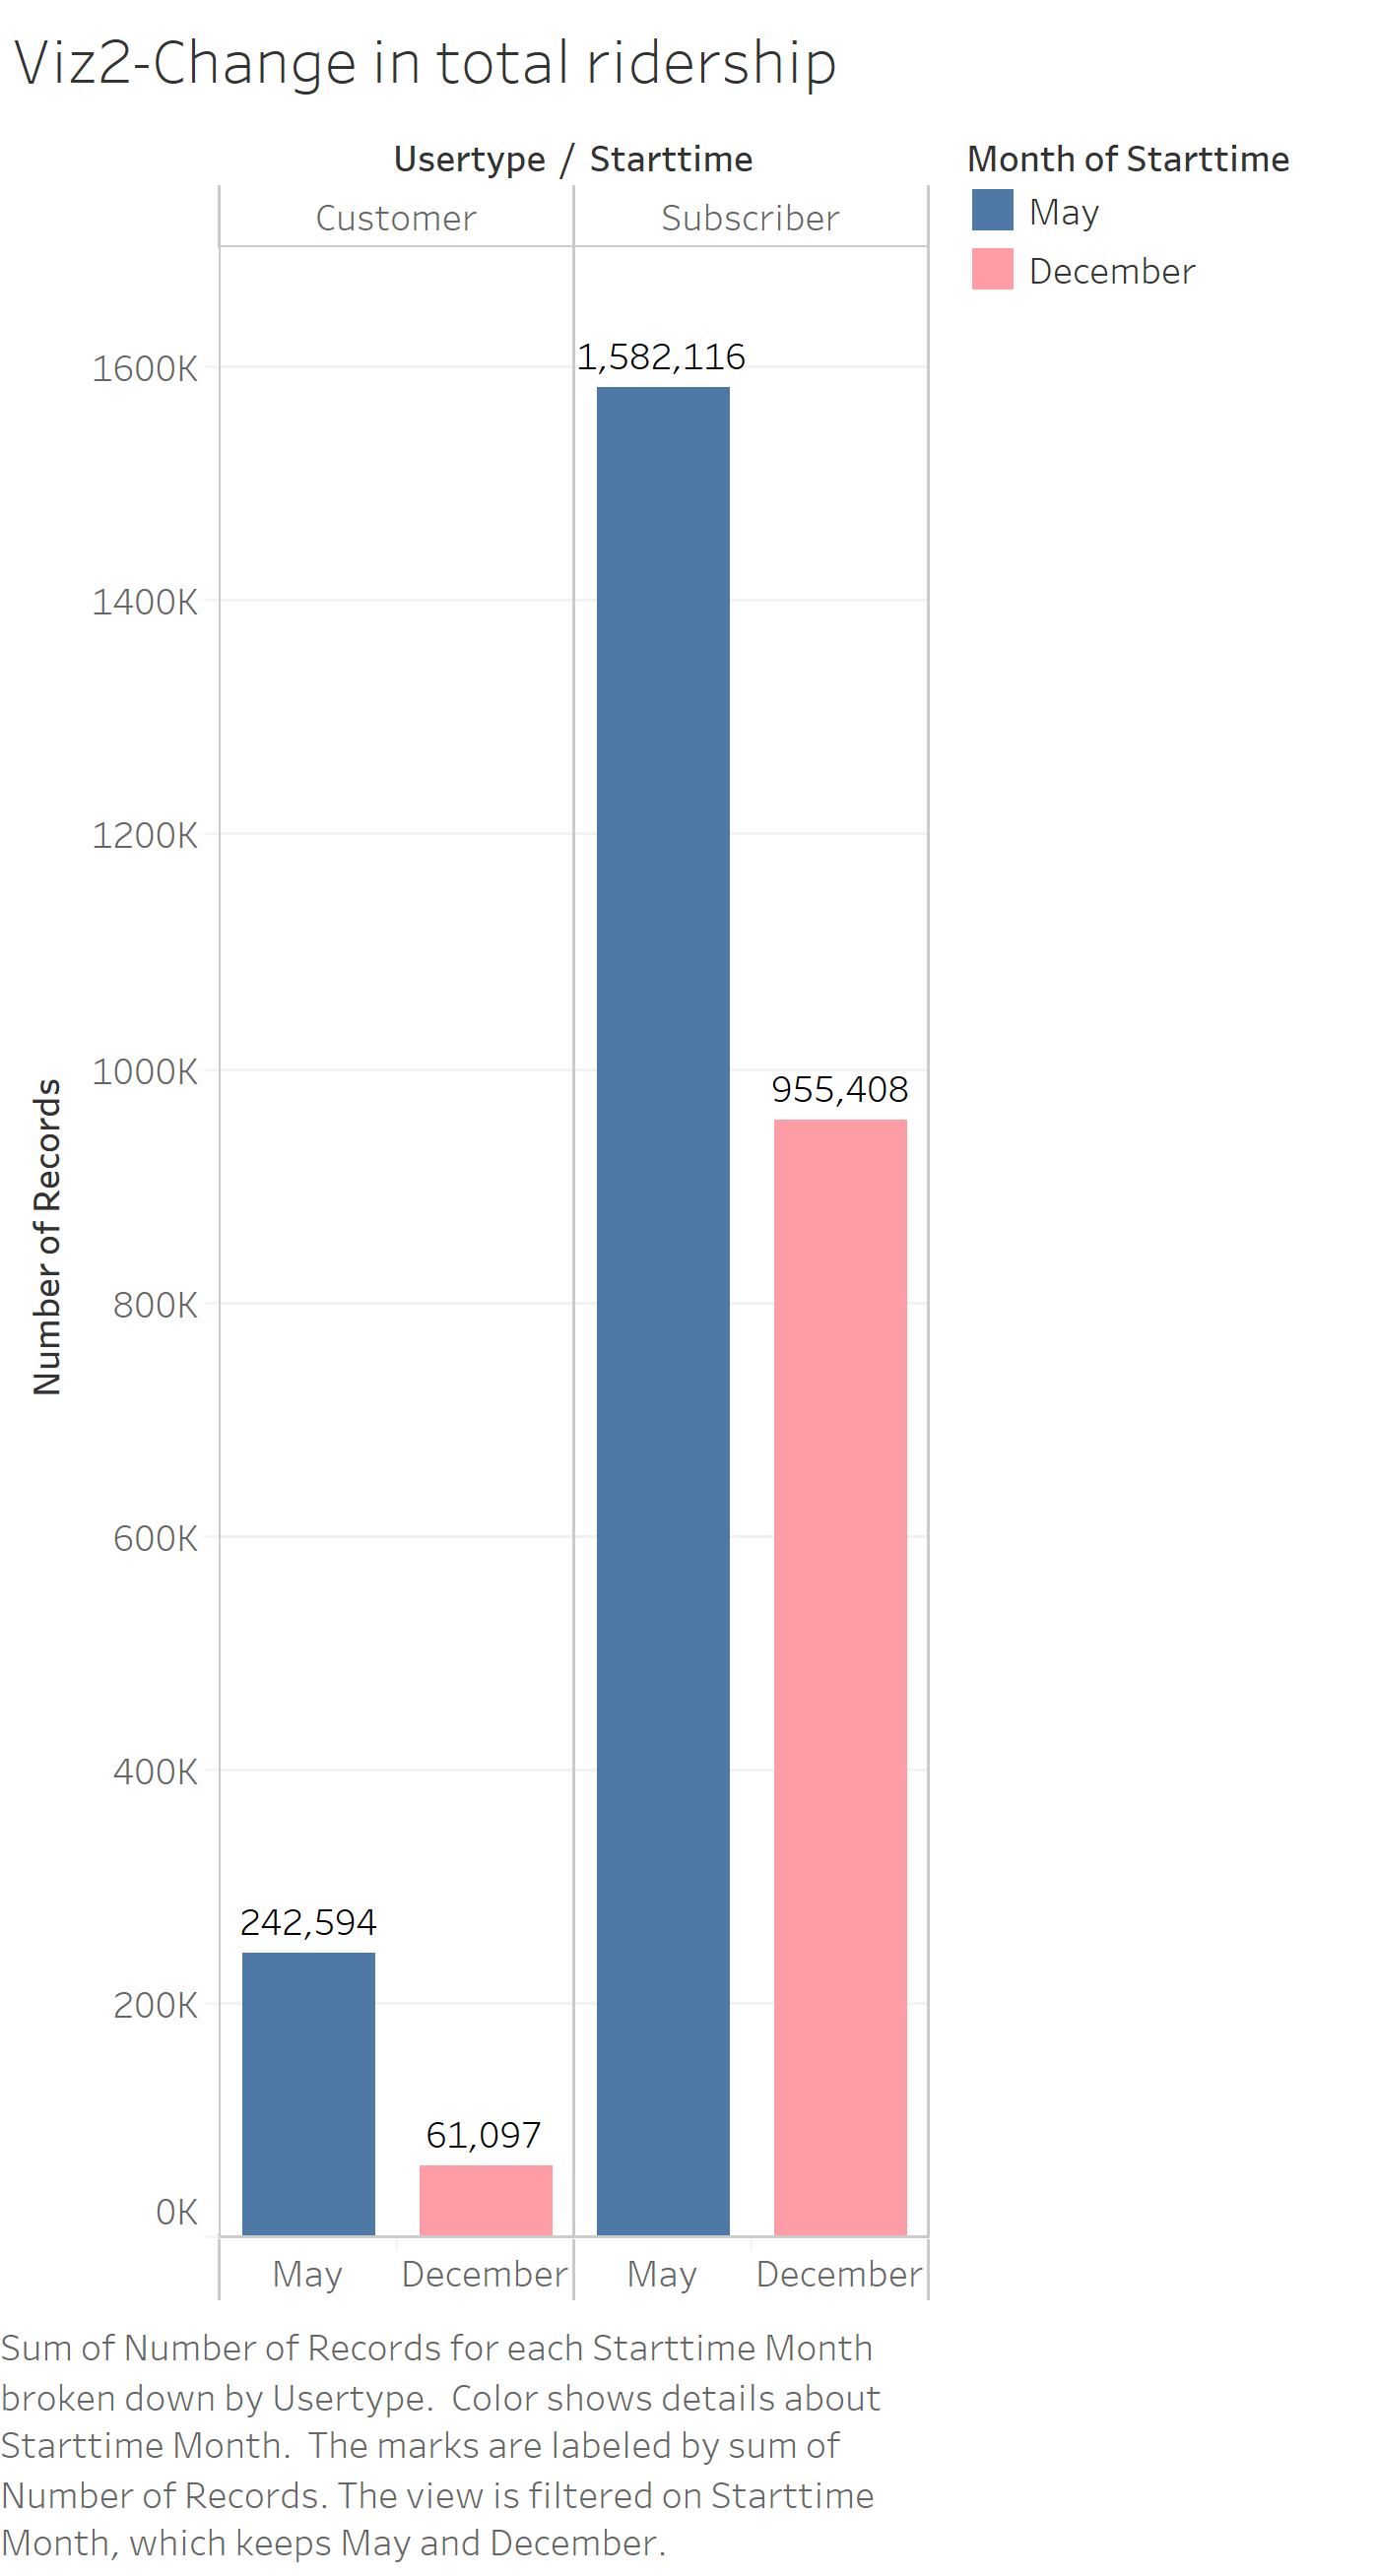 Viz2-Change in total ridership
Usertype / Starttime
Month of Starttime
May
December
Customer
Subscriber
Number of Records
1600K
1400K
1200K
1000K
800K
600K
400K
200K
0K
1,582,116
955,408
242,594
61,097
May
December
May
December
Sum of Number of Records for each Starttime Month
broken down by Usertype.  Color shows details about
Starttime Month.  The marks are labeled by sum of
Number of Records. The view is filtered on Starttime
Month, which keeps May and December.